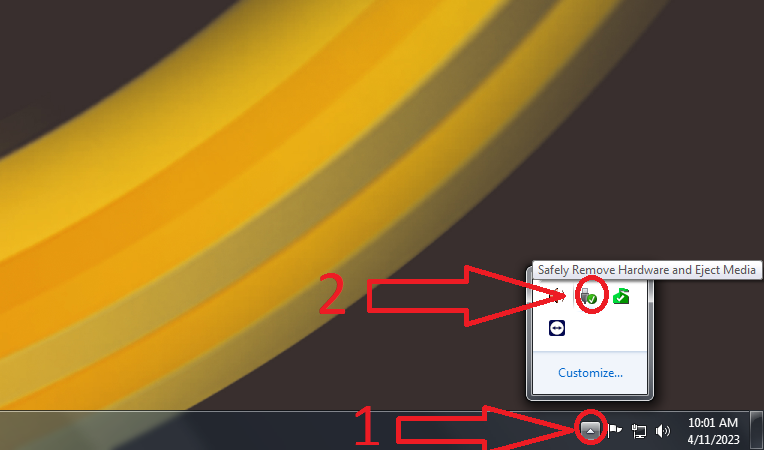 Safely Remove Hardware and Eject Media
2
Customize...
1
10:01 AM
4/11/2023